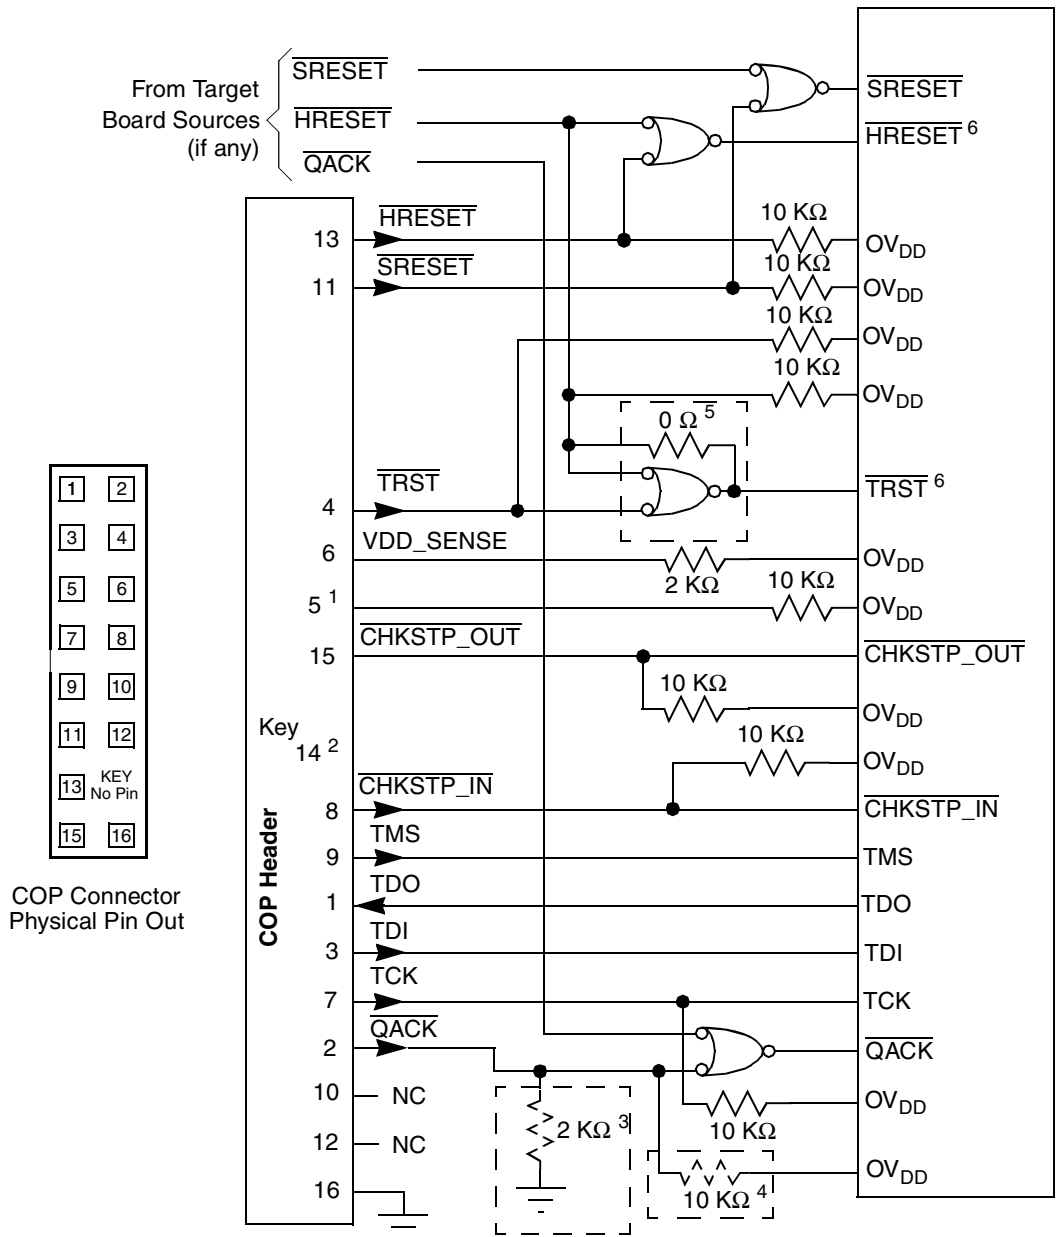 From Target
Board Sources
(if any)
SRESET
HRESET
QACK
SRESET
HRESET 6
13
HRESET
10 KΩ
OVDD
11
SRESET
10 KΩ
OVDD
10 KΩ
OVDD
10 KΩ
OVDD
0 Ω 5
4
TRST
TRST 6
6
VDD_SENSE
2 KΩ
OVDD
5 1
10 KΩ
OVDD
15
CHKSTP_OUT
CHKSTP_OUT
10 KΩ
OVDD
Key
14 2
10 KΩ
OVDD
8
CHKSTP_IN
CHKSTP_IN
9
TMS
TMS
1
TDO
TDO
3
TDI
TDI
7
TCK
TCK
2
QACK
QACK
10
NC
10 KΩ
OVDD
12
NC
2 KΩ 3
16
10 KΩ 4
OVDD
COP Header
1 2
3 4
5 6
7 8
9 10
11 12
13 KEY
No Pin
15 16
COP Connector
Physical Pin Out